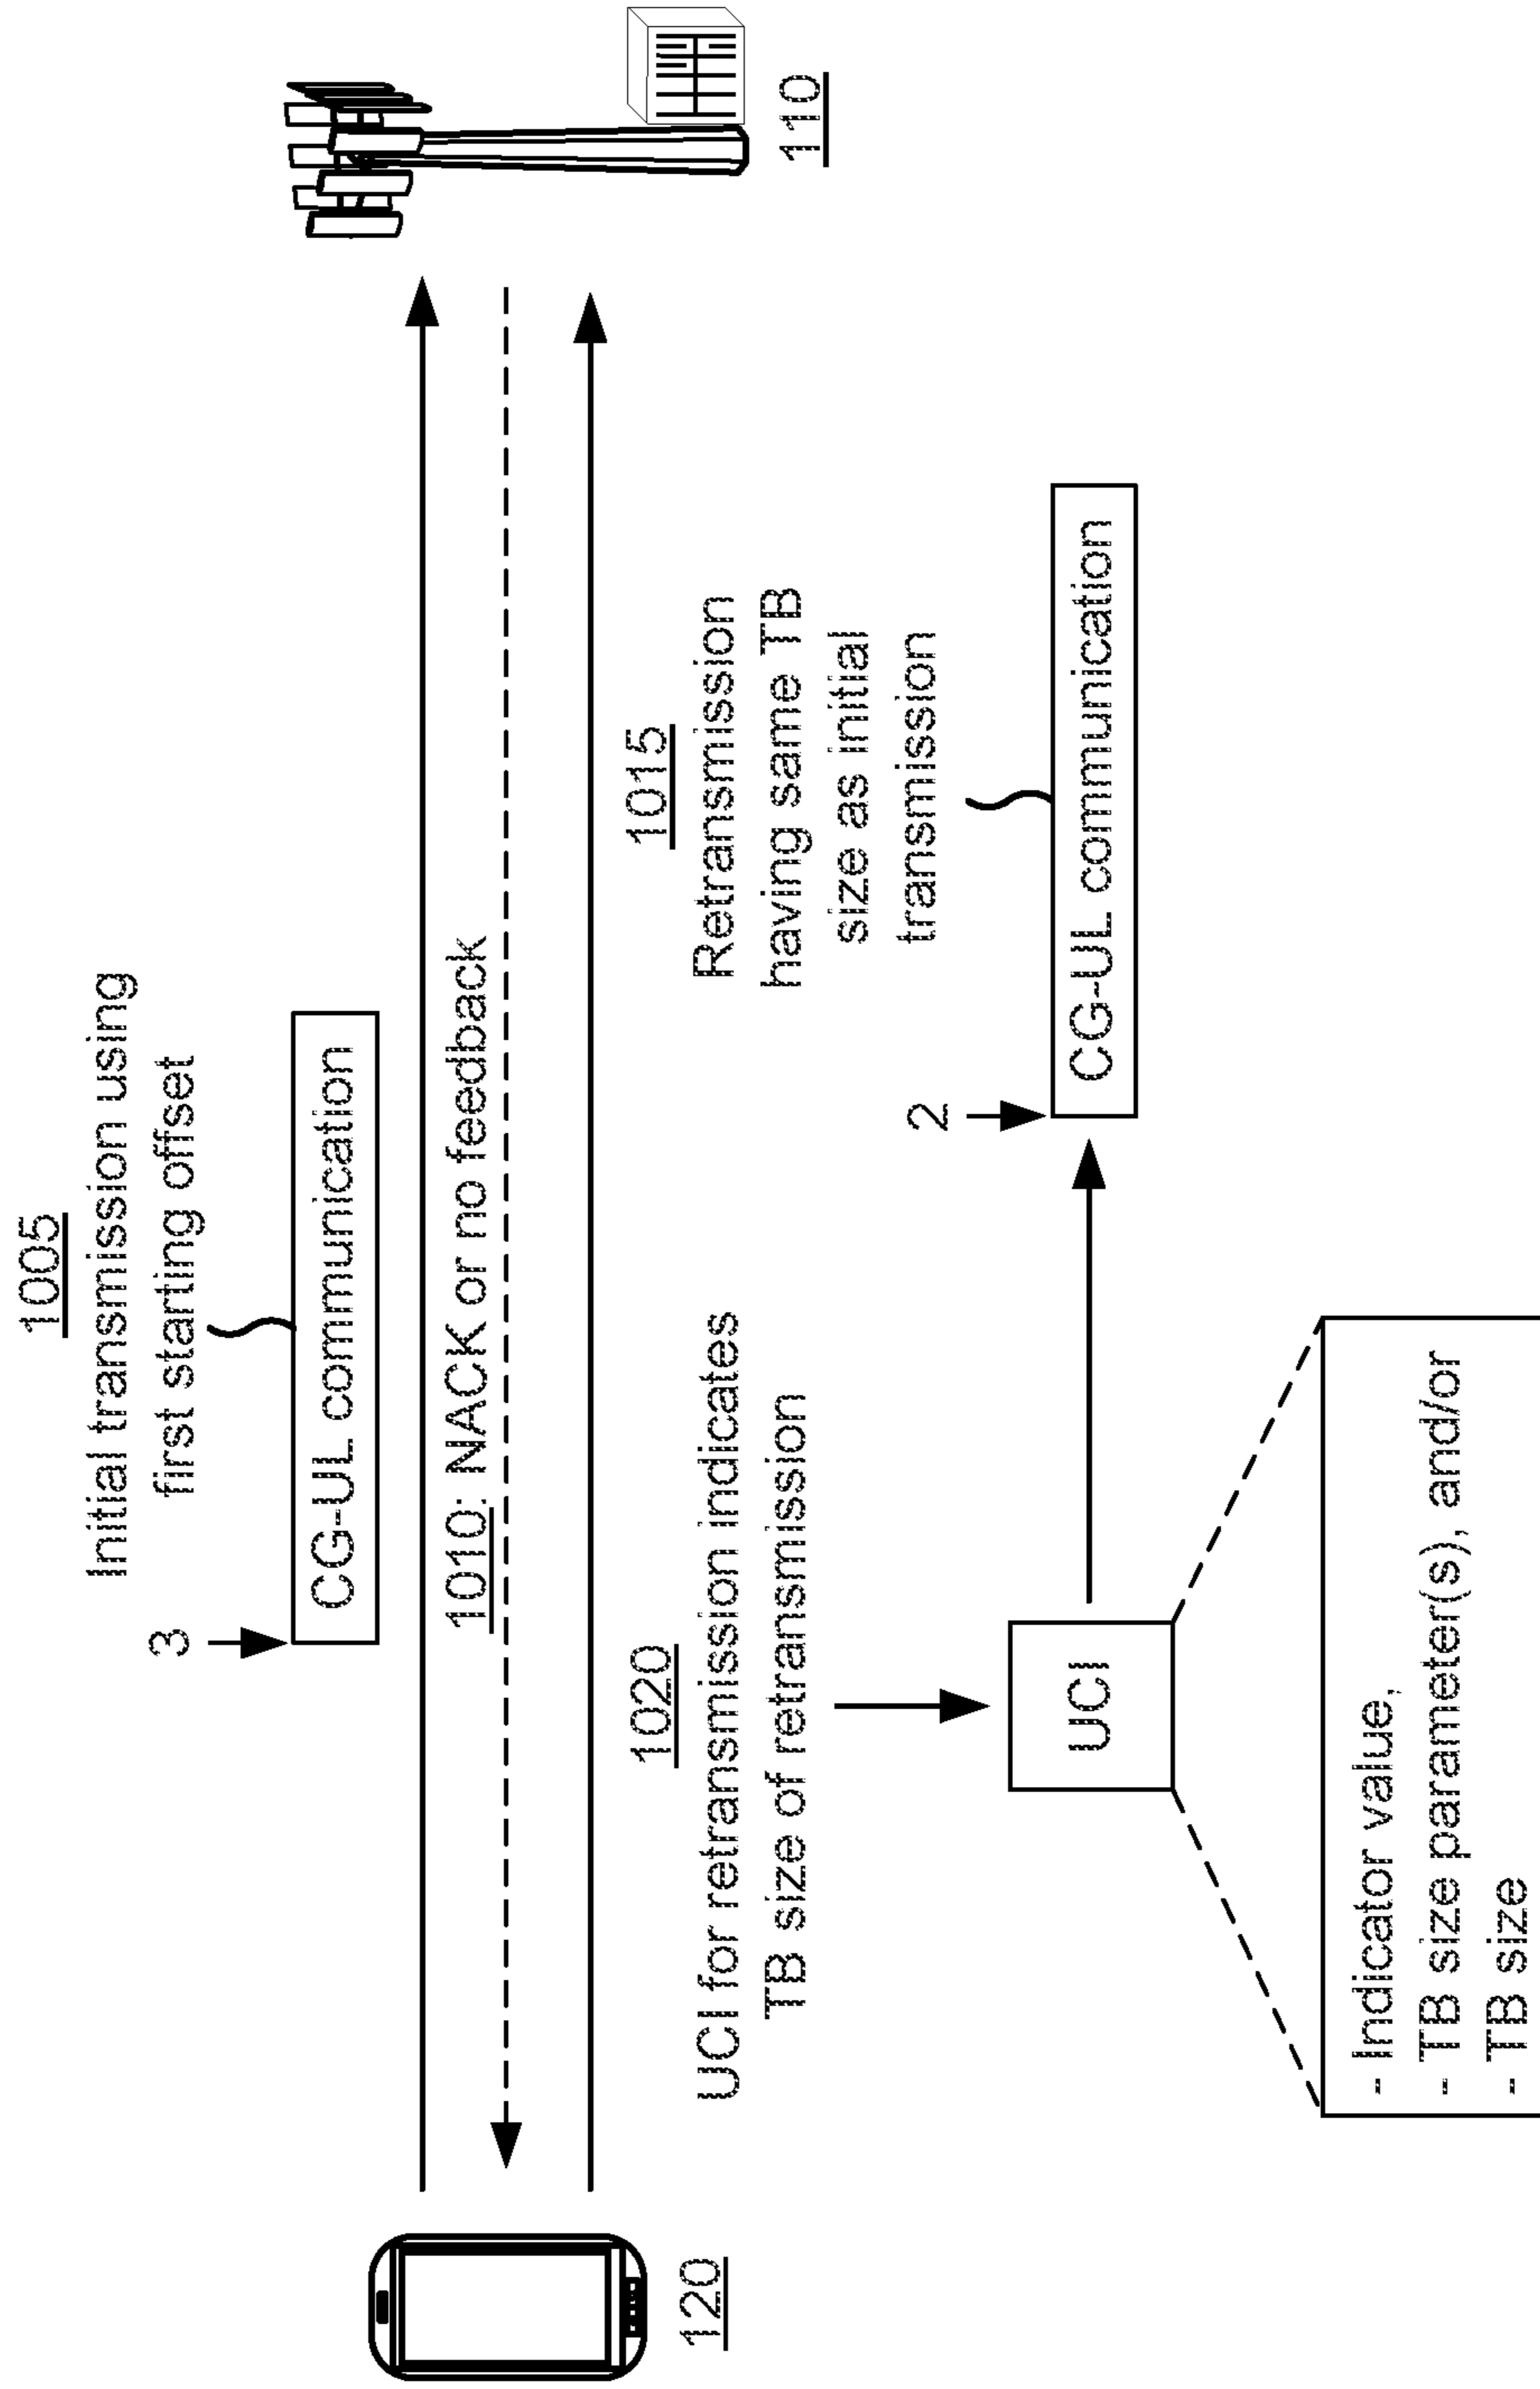 1005
Initial transmission using
first starting offset
3
CG-UL communication
1010: NACK or no feedback
120
110
1020
UCI for retransmission indicates
TB size of retransmission
UCI
- Indicator value,
- TB size parameter(s), and/or
- TB size
1015
Retransmission
having same TB
size as initial
transmission
2
CG-UL communication